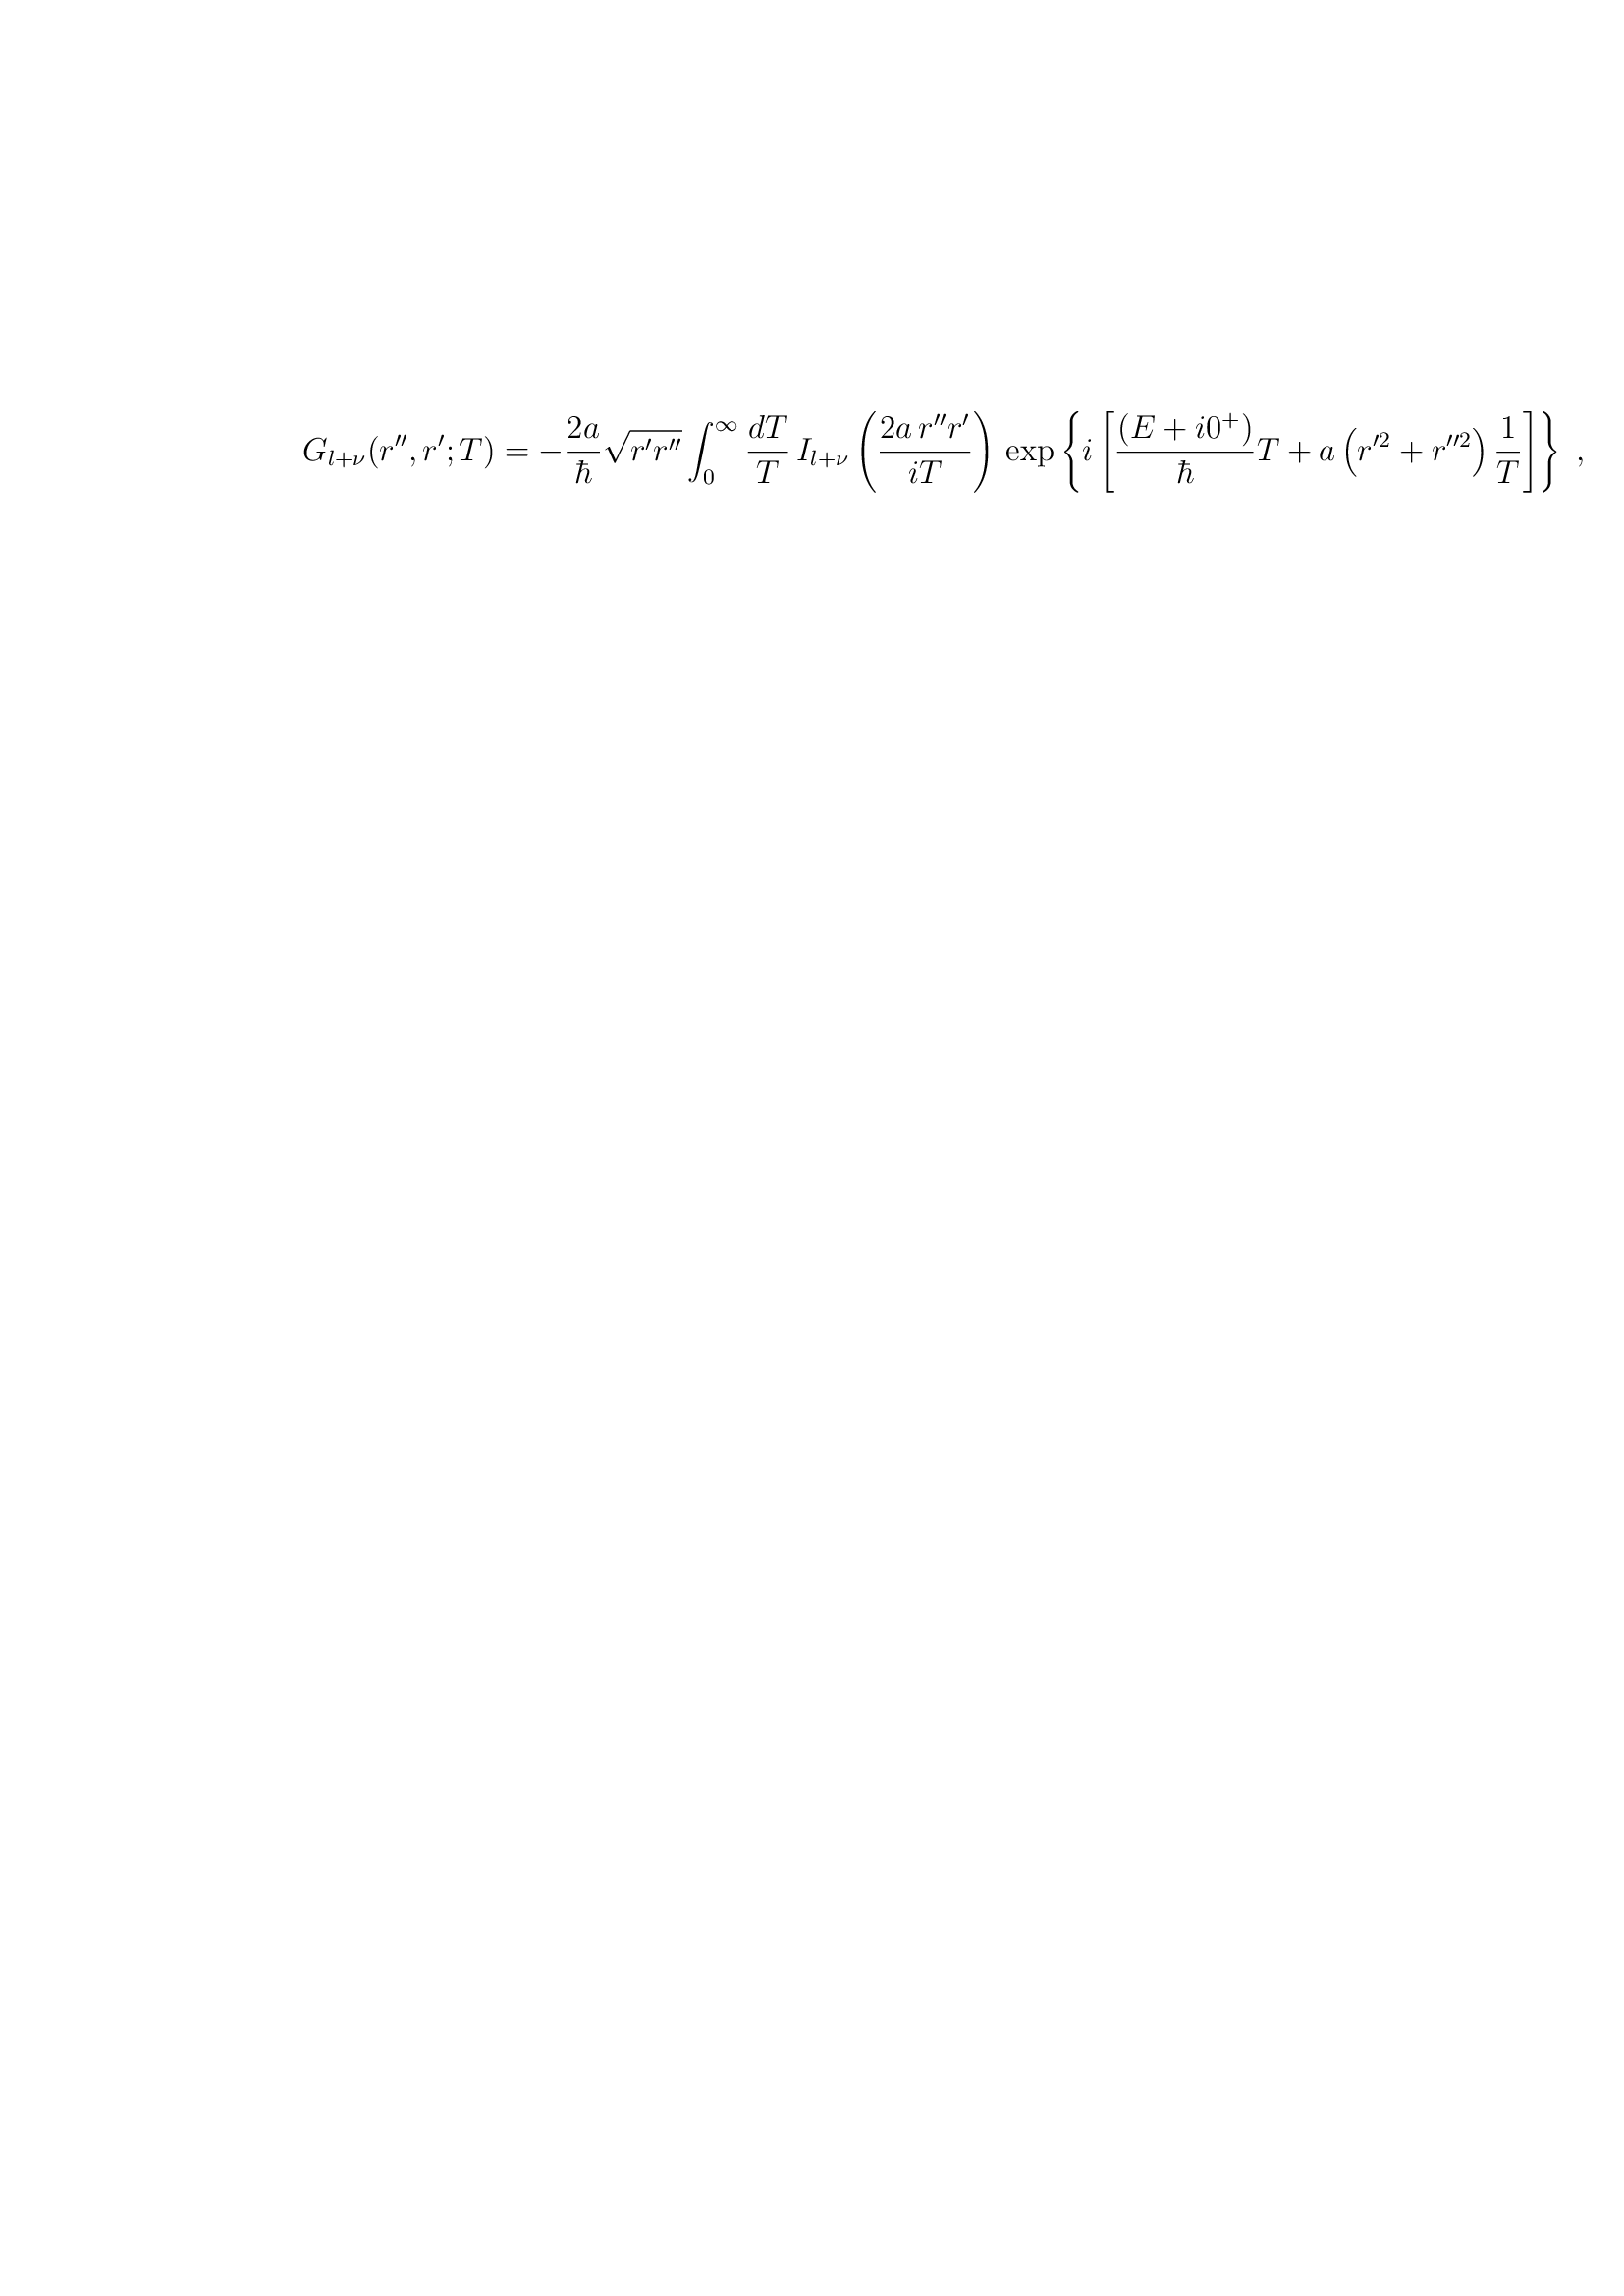 $G_{l+\nu}(r'', r'; T) = -\frac{2a}{\hbar} \sqrt{r'r''} \int_0^\infty \frac{dT}{T} \, I_{l+\nu} \left( \frac{2a \, r''r'}{iT} \right) \, \exp \left\{ i \left[ \frac{(E + i0^+)}{\hbar} T + a \left( r'^2 + r''^2 \right) \frac{1}{T} \right] \right\} \; ,$